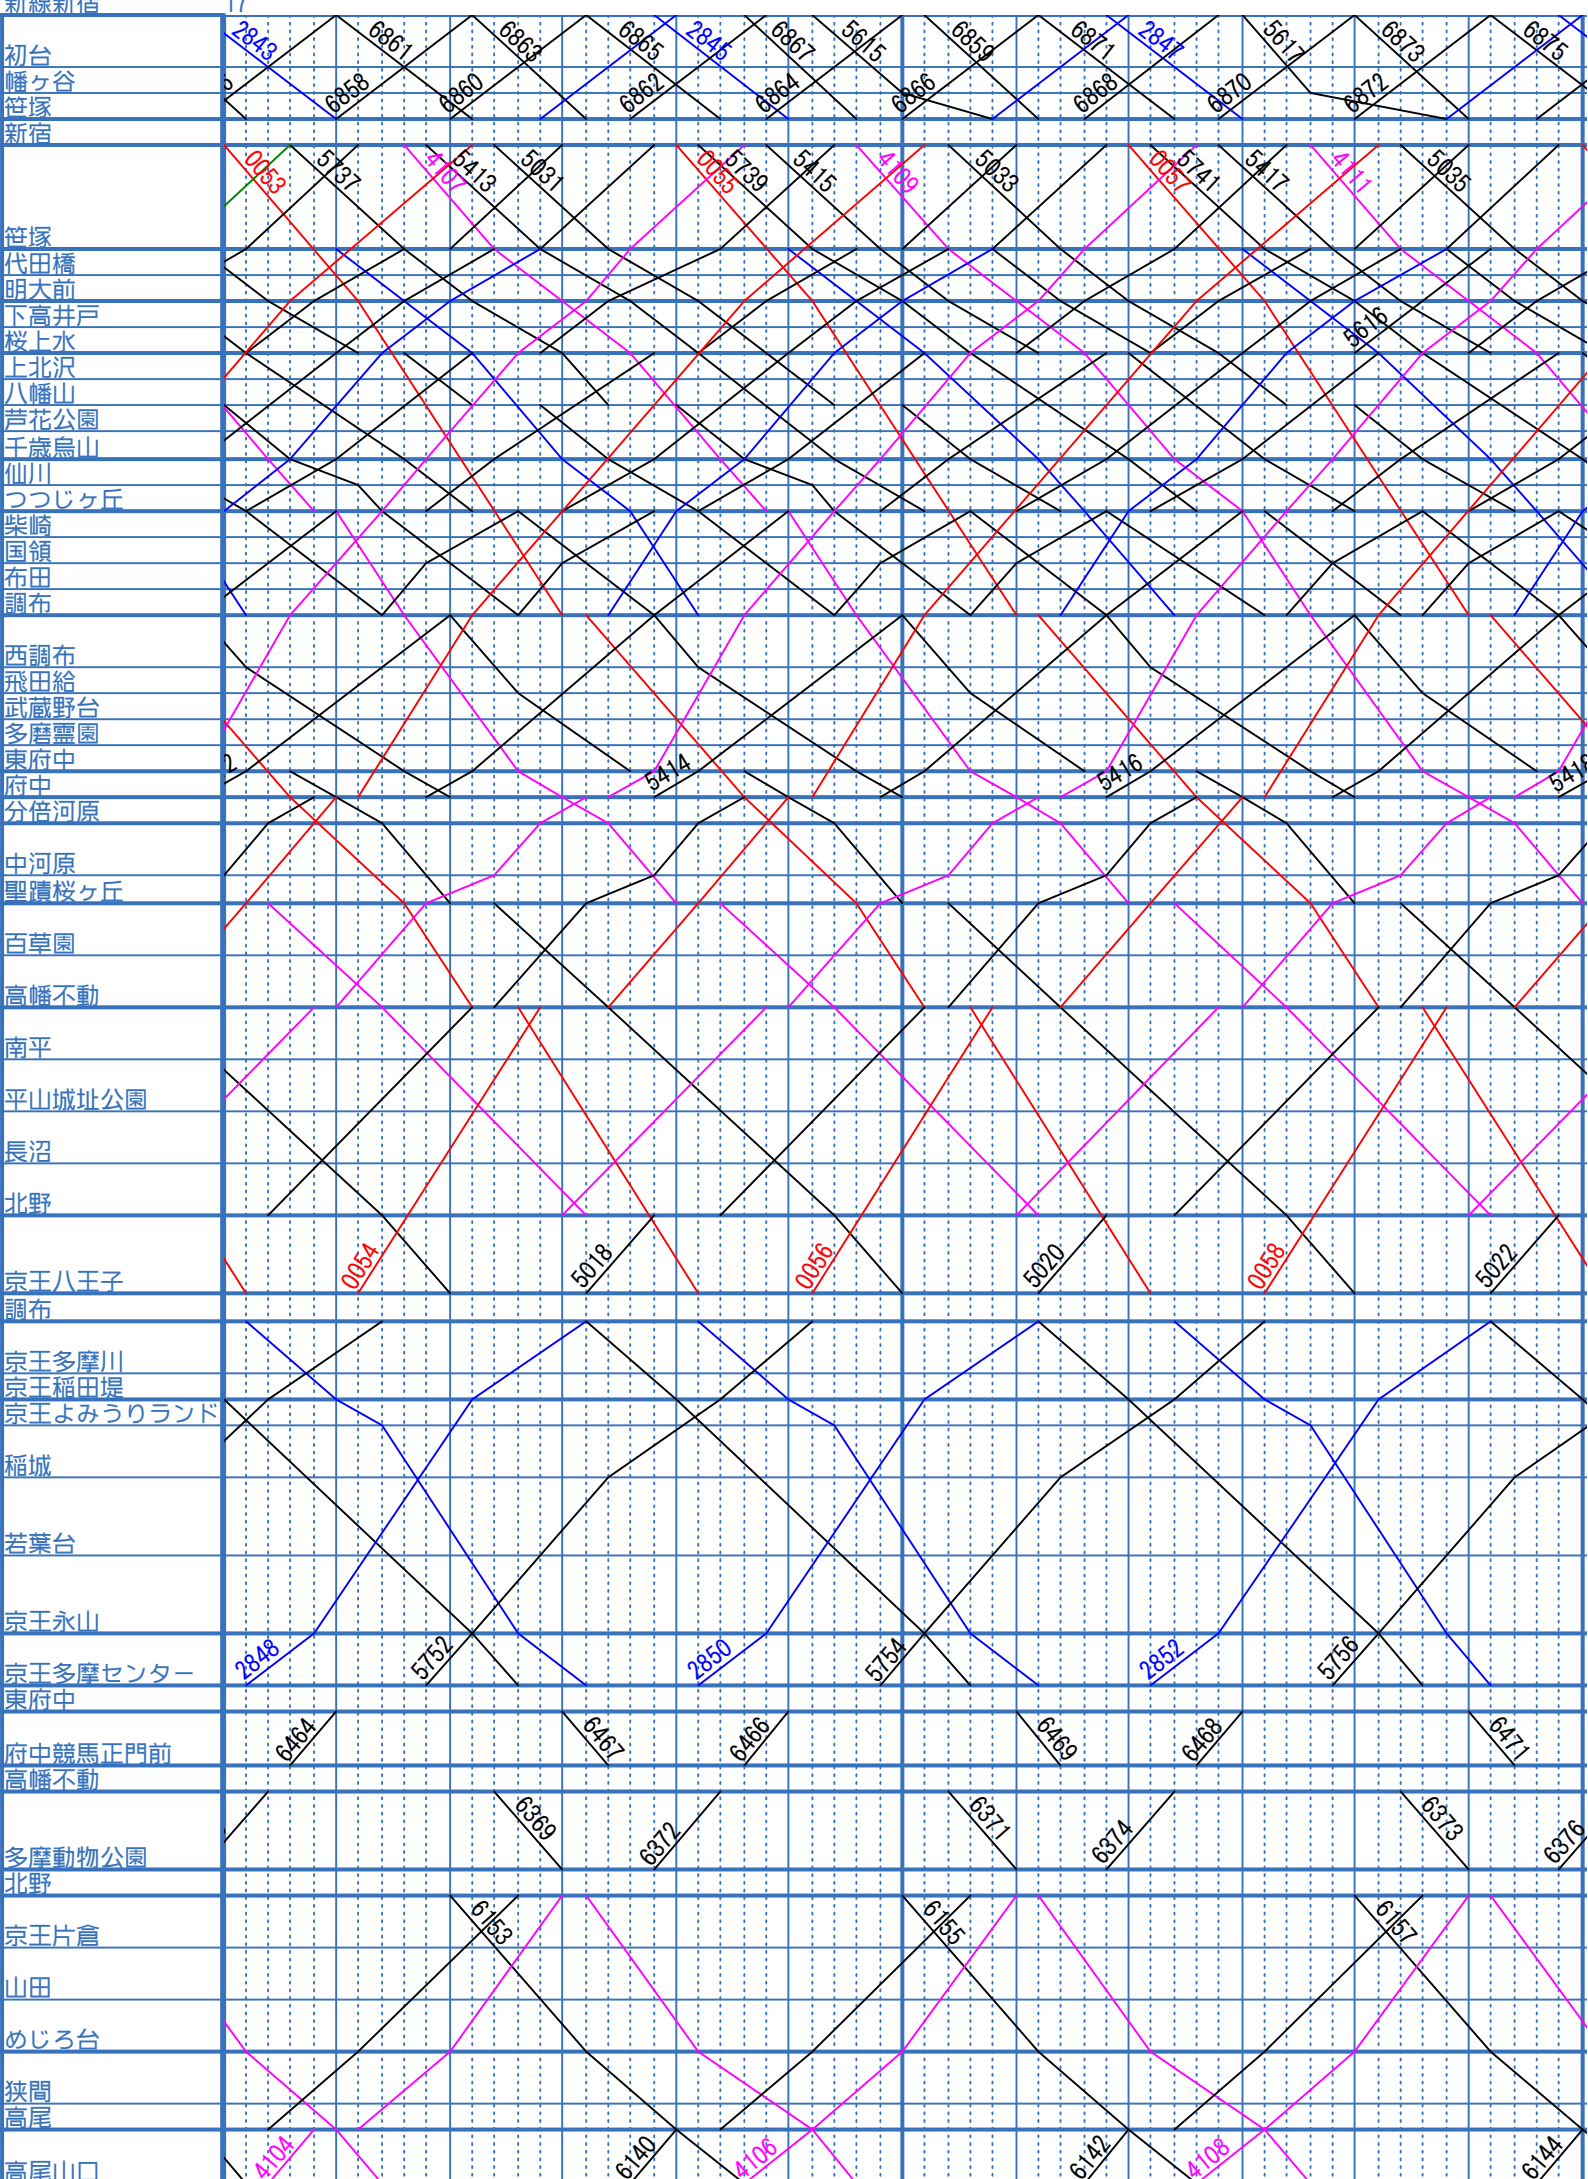 新線新宿 17
初台 2843 6861 6863 6865 2845 6867 5615 6859 6871 2847 5617 6873 6875
幡ヶ谷
笹塚 6858 6860 6862 6864 6866 6868 6870 6872
新宿
0053 5737 4107 5413 5031 0055 5739 5415 4109 5033 0057 5741 5417 4111 5035
笹塚
代田橋
明大前
下高井戸
桜上水 5616
上北沢
八幡山
芦花公園
千歳烏山
仙川
つつじヶ丘
柴崎
国領
布田
調布
西調布
飛田給
武蔵野台
多磨霊園
東府中 2 5414 5416 5418
府中
分倍河原
中河原
聖蹟桜ヶ丘
百草園
高幡不動
南平
平山城址公園
長沼
北野
京王八王子 0054 5018 0056 5020 0058 5022
調布
京王多摩川
京王稲田堤
京王よみうりランド
稲城
若葉台
京王永山
京王多摩センター 2848 5752 2850 5754 2852 5756
東府中
府中競馬正門前 6464 6467 6466 6469 6468 6471
高幡不動
多摩動物公園 6369 6372 6371 6374 6373 6376
北野
京王片倉 6153 6155 6157
山田
めじろ台
狭間
高尾
高尾山口 4104 6140 4106 6142 4108 6144